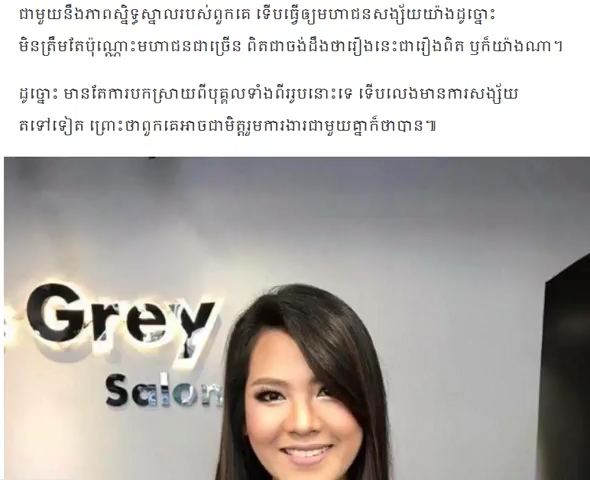 ជាមួយនឹងភាពស្និទ្ធស្នាលរបស់ពួកគេ ទើបធ្វើឲ្យមហាជនសង្ស័យយ៉ាងដូច្នោះ
មិនត្រឹមតែប៉ុណ្ណោះមហាជនជាច្រើន ពិតជាចង់ដឹងថារឿងនេះជារឿងពិត ឬក៏យ៉ាងណា។
ដូច្នោះ មានតែការបកស្រាយពីបុគ្គលទាំងពីររូបនោះទេ ទើបលេងមានការសង្ស័យ
តទៅទៀត ព្រោះថាពួកគេអាចជាមិត្តរួមការងារជាមួយគ្នាក៏ថាបាន៕
Grey
Salon